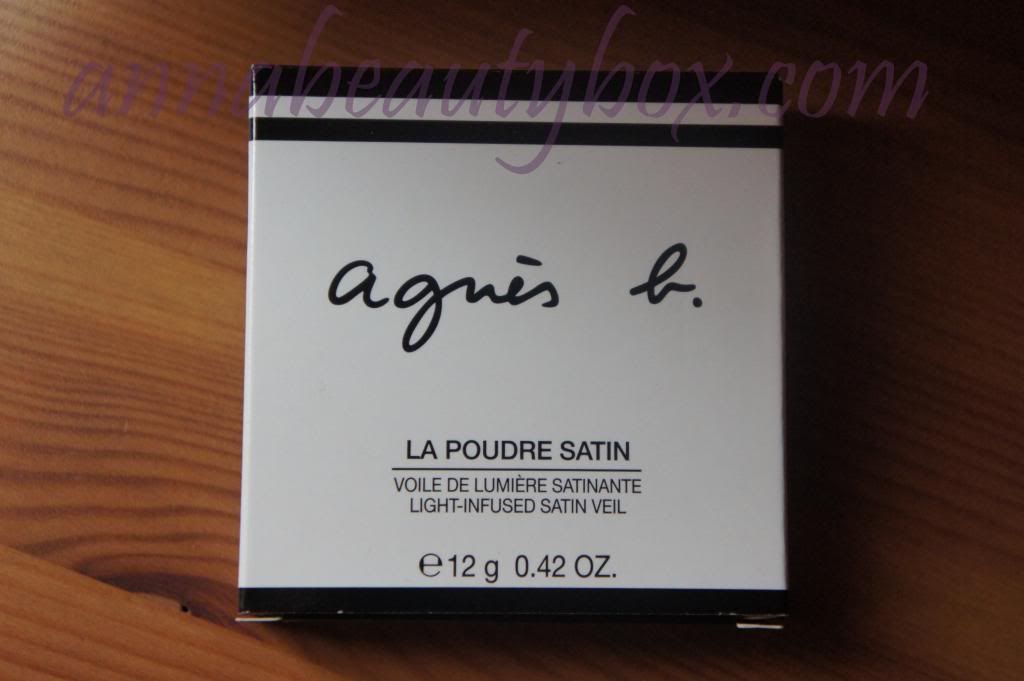 annabeautybox.com
agnès b.
LA POUDRE SATIN
VOILE DE LUMIÈRE SATINANTE
LIGHT-INFUSED SATIN VEIL
℮12 g 0.42 OZ.